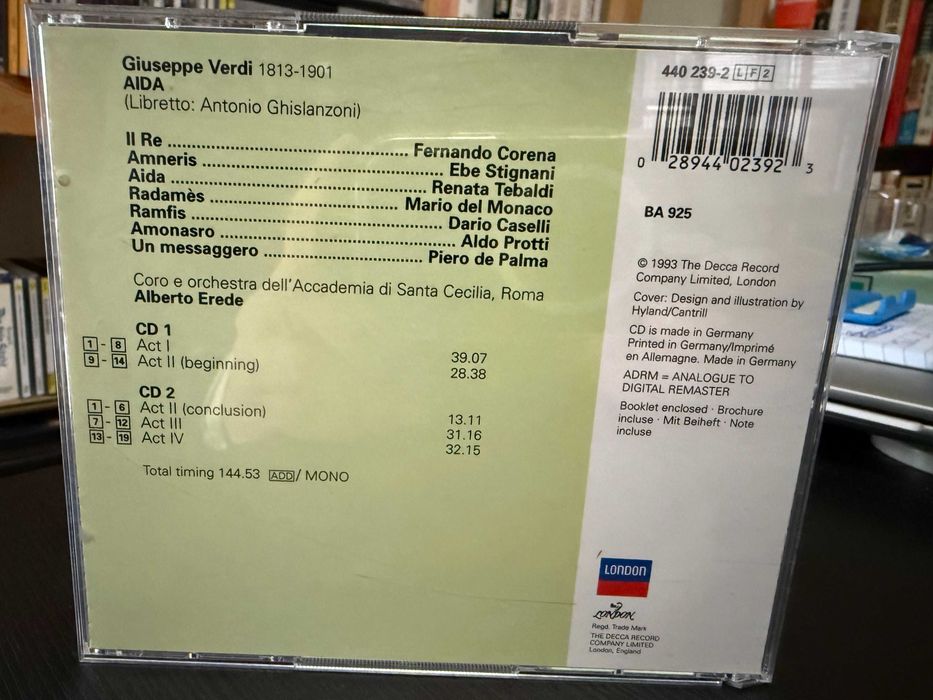 Giuseppe Verdi 1813-1901
AIDA
(Libretto: Antonio Ghislanzoni)
Il Re ........................................ Fernando Corena
Amneris ........................................ Ebe Stignani
Aida ........................................ Renata Tebaldi
Radamès ........................................ Mario del Monaco
Ramfis ........................................ Dario Caselli
Amonasro ........................................ Aldo Protti
Un messaggero ........................................ Piero de Palma
Coro e orchestra dell'Accademia di Santa Cecilia, Roma
Alberto Erede
CD 1
1 - 8 Act I 39.07
9 - 14 Act II (beginning) 28.38
CD 2
1 - 6 Act II (conclusion) 13.11
7 - 12 Act III 31.16
13 - 19 Act IV 32.15
Total timing 144.53 ADD / MONO
440 239-2 LF2
0 28944 02392 3
BA 925
© 1993 The Decca Record
Company Limited, London
Cover: Design and illustration by
Hyland/Cantrill
CD is made in Germany
Printed in Germany/Imprimé
en Allemagne. Made in Germany
ADRM = ANALOGUE TO
DIGITAL REMASTER
Booklet enclosed · Brochure
incluse · Mit Beiheft · Note
incluse
LONDON
LONDON
Regd. Trade Mark
THE DECCA RECORD
COMPANY LIMITED
London, England